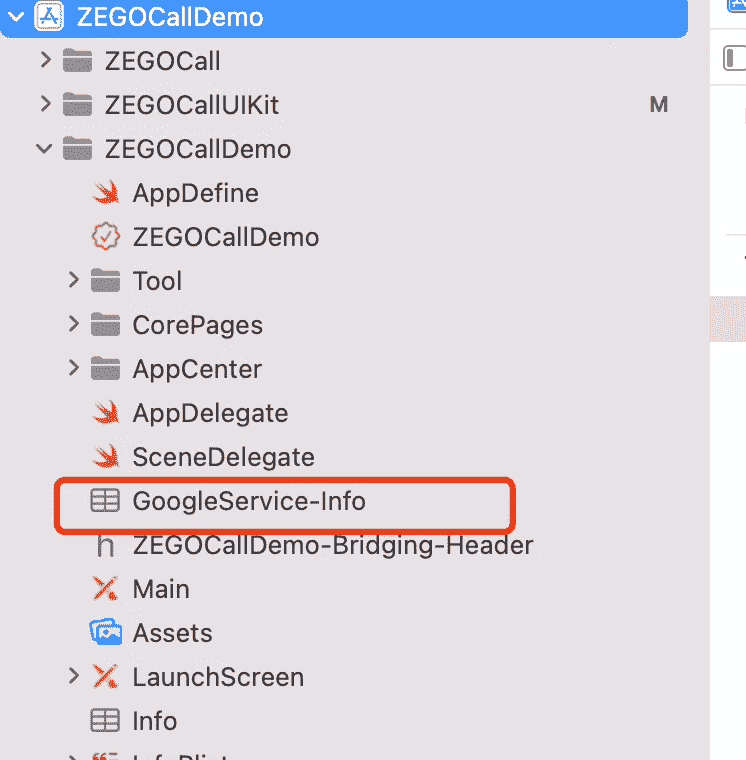 ZEGOCallDemo
ZEGOCall
ZEGOCallUIKit M
ZEGOCallDemo
AppDefine
ZEGOCallDemo
Tool
CorePages
AppCenter
AppDelegate
SceneDelegate
GoogleService-Info
ZEGOCallDemo-Bridging-Header
Main
Assets
LaunchScreen
Info